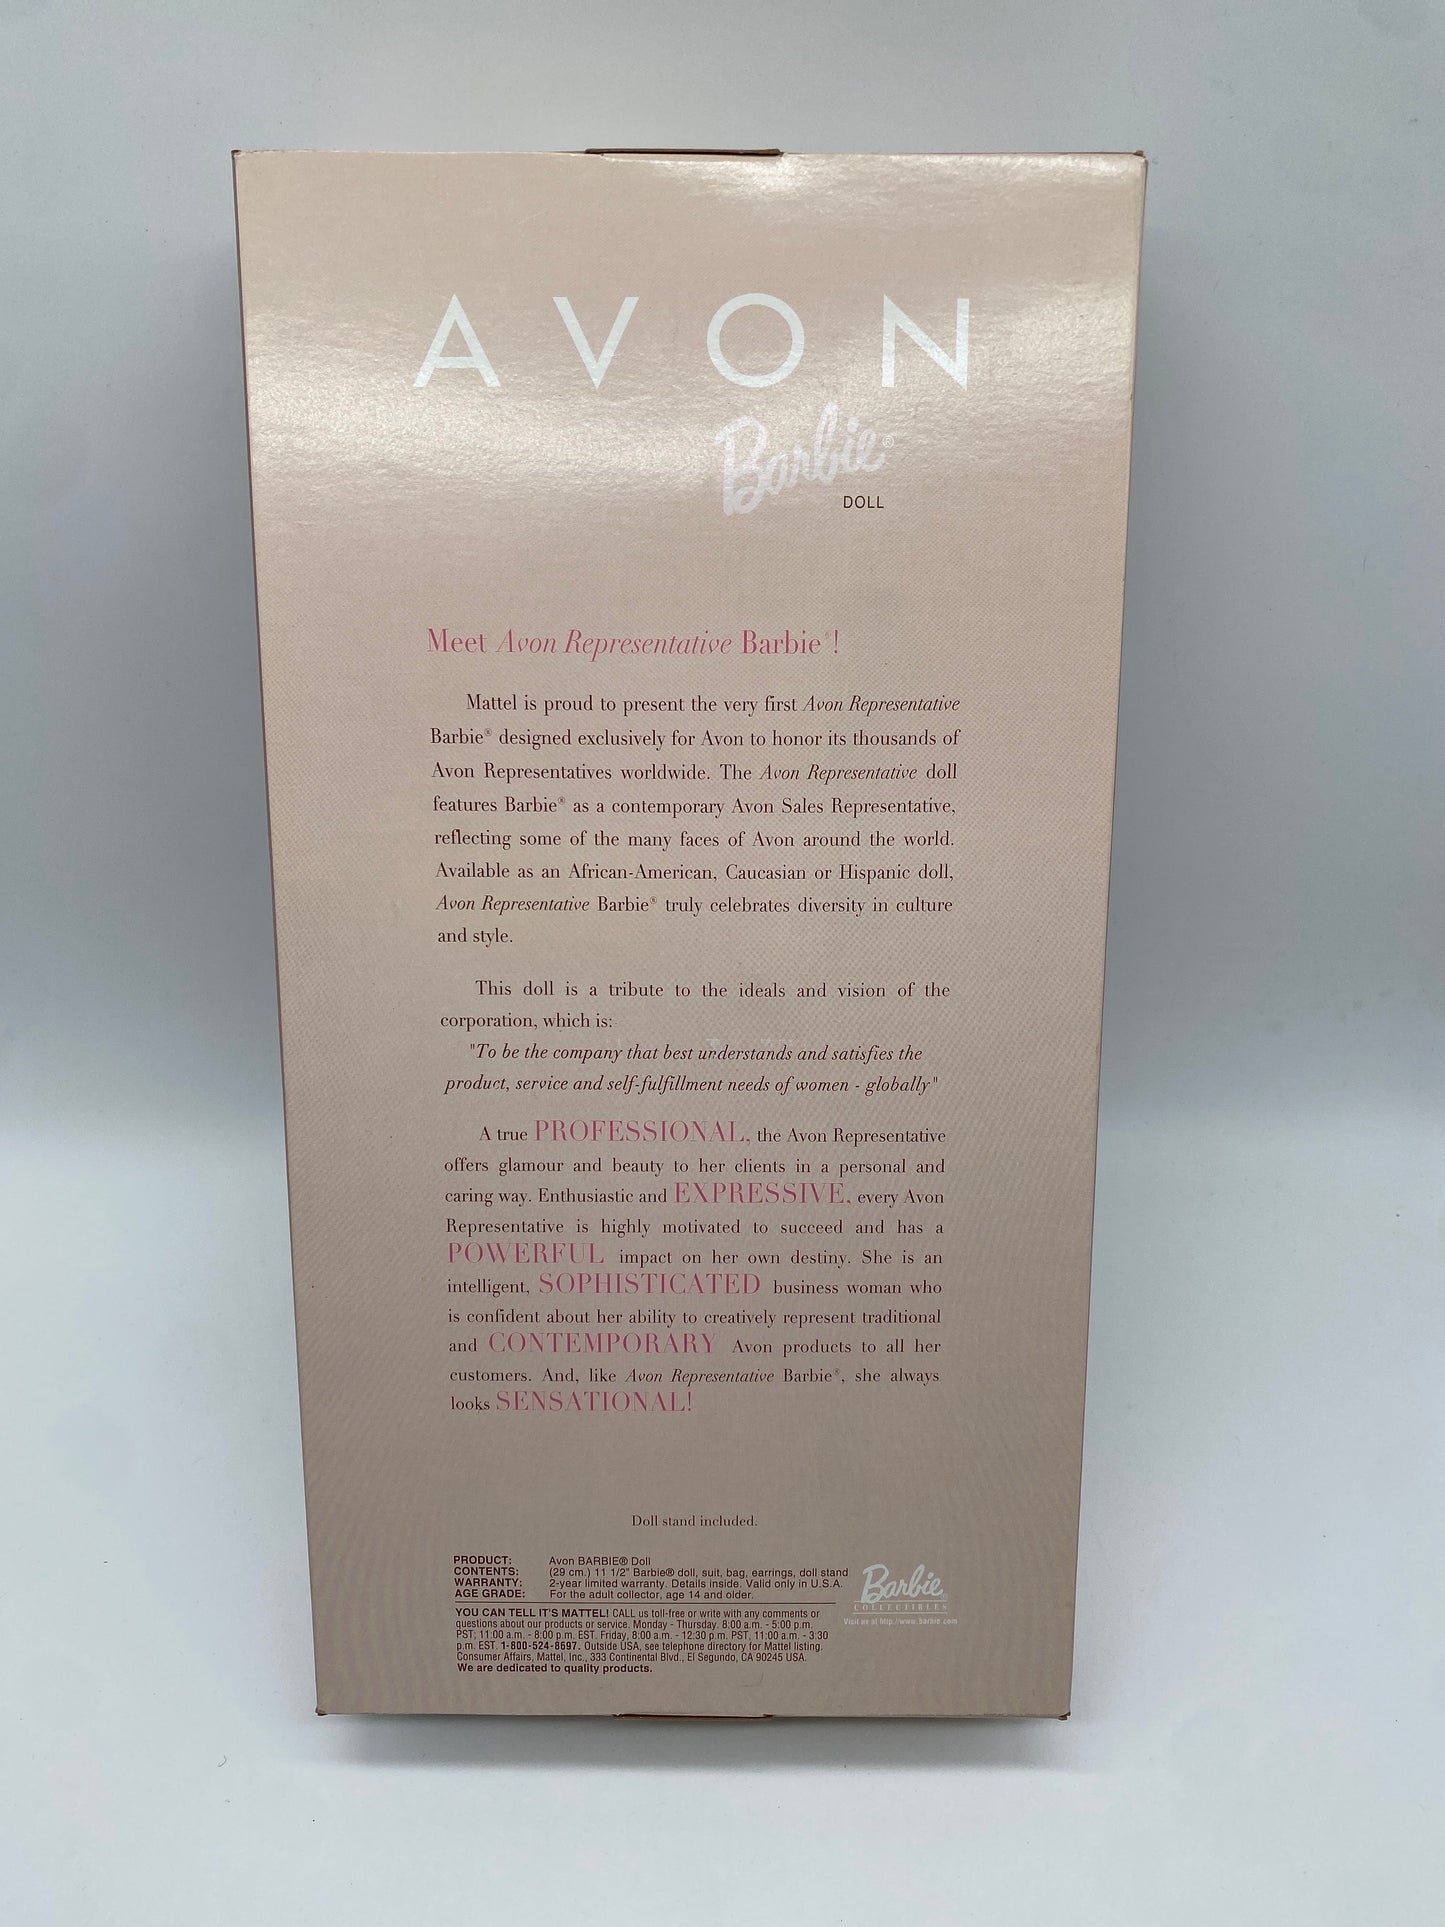 AVON
Barbie®
DOLL
Meet Avon Representative Barbie®!
Mattel is proud to present the very first Avon Representative
Barbie® designed exclusively for Avon to honor its thousands of
Avon Representatives worldwide. The Avon Representative doll
features Barbie® as a contemporary Avon Sales Representative,
reflecting some of the many faces of Avon around the world.
Available as an African-American, Caucasian or Hispanic doll,
Avon Representative Barbie® truly celebrates diversity in culture
and style.
This doll is a tribute to the ideals and vision of the
corporation, which is:
"To be the company that best understands and satisfies the
product, service and self-fulfillment needs of women - globally"
A true PROFESSIONAL, the Avon Representative
offers glamour and beauty to her clients in a personal and
caring way. Enthusiastic and EXPRESSIVE, every Avon
Representative is highly motivated to succeed and has a
POWERFUL impact on her own destiny. She is an
intelligent, SOPHISTICATED business woman who
is confident about her ability to creatively represent traditional
and CONTEMPORARY Avon products to all her
customers. And, like Avon Representative Barbie®, she always
looks SENSATIONAL!
Doll stand included.
PRODUCT: Avon BARBIE® Doll
CONTENTS: (29 cm.) 11 1/2" Barbie® doll, suit, bag, earrings, doll stand
WARRANTY: 2-year limited warranty. Details inside. Valid only in U.S.A.
AGE GRADE: For the adult collector, age 14 and older.
YOU CAN TELL IT'S MATTEL! CALL us toll-free or write with any comments or
questions about our products or service. Monday - Thursday. 8:00 a.m. - 5:00 p.m.
PST; 11:00 a.m. - 8:00 p.m. EST. Friday, 8:00 a.m. - 12:30 p.m. PST, 11:00 a.m. - 3:30
p.m. EST. 1-800-524-8697. Outside USA, see telephone directory for Mattel listing.
Consumer Affairs, Mattel, Inc., 333 Continental Blvd., El Segundo, CA 90245 USA.
We are dedicated to quality products.
Barbie®
COLLECTIBLES
Visit us at http://www.barbie.com